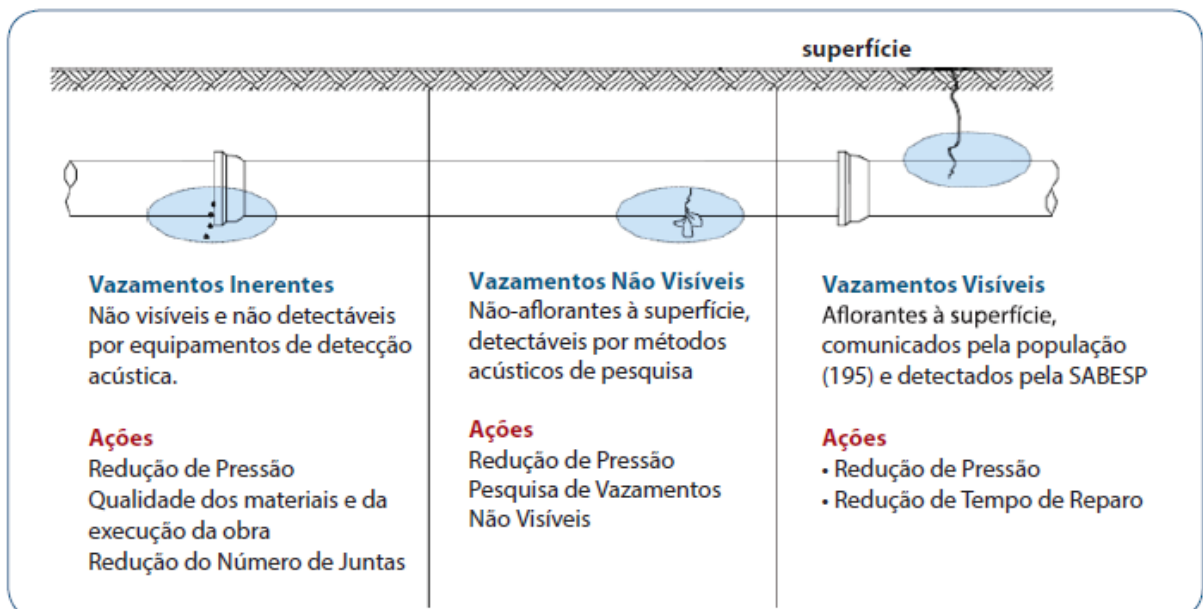 superfície
Vazamentos Inerentes
Não visíveis e não detectáveis
por equipamentos de detecção
acústica.
Ações
Redução de Pressão
Qualidade dos materiais e da
execução da obra
Redução do Número de Juntas
Vazamentos Não Visíveis
Não-aflorantes à superfície,
detectáveis por métodos
acústicos de pesquisa
Ações
Redução de Pressão
Pesquisa de Vazamentos
Não Visíveis
Vazamentos Visíveis
Aflorantes à superfície,
comunicados pela população
(195) e detectados pela SABESP
Ações
• Redução de Pressão
• Redução de Tempo de Reparo